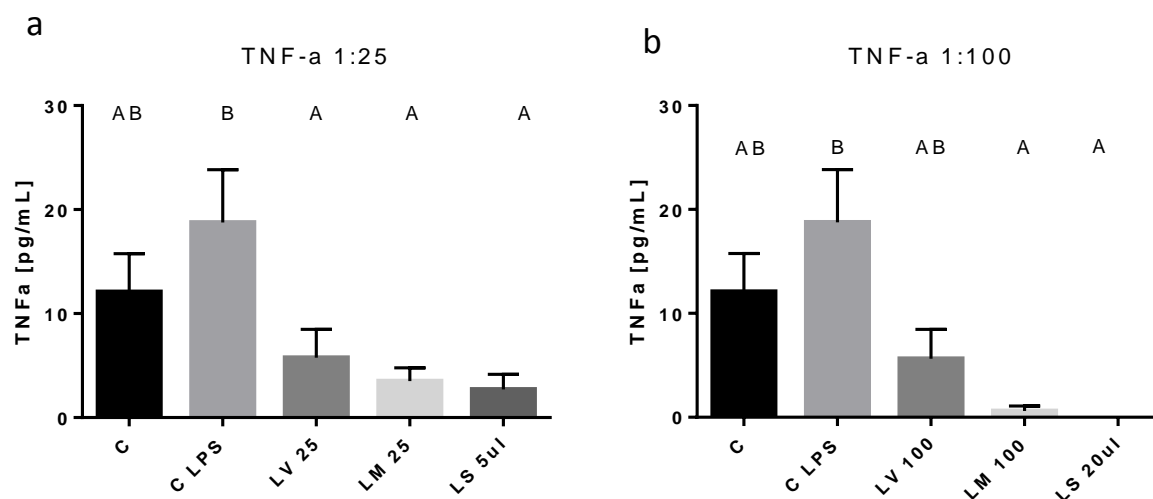 a
TNF-a 1:25
30
20
10
0
TNFa [pg/mL]
AB B A A A
C
C LPS
LV 25
LM 25
LS 5ul
b
TNF-a 1:100
30
20
10
0
TNFa [pg/mL]
AB B AB A A
C
C LPS
LV 100
LM 100
LS 20ul